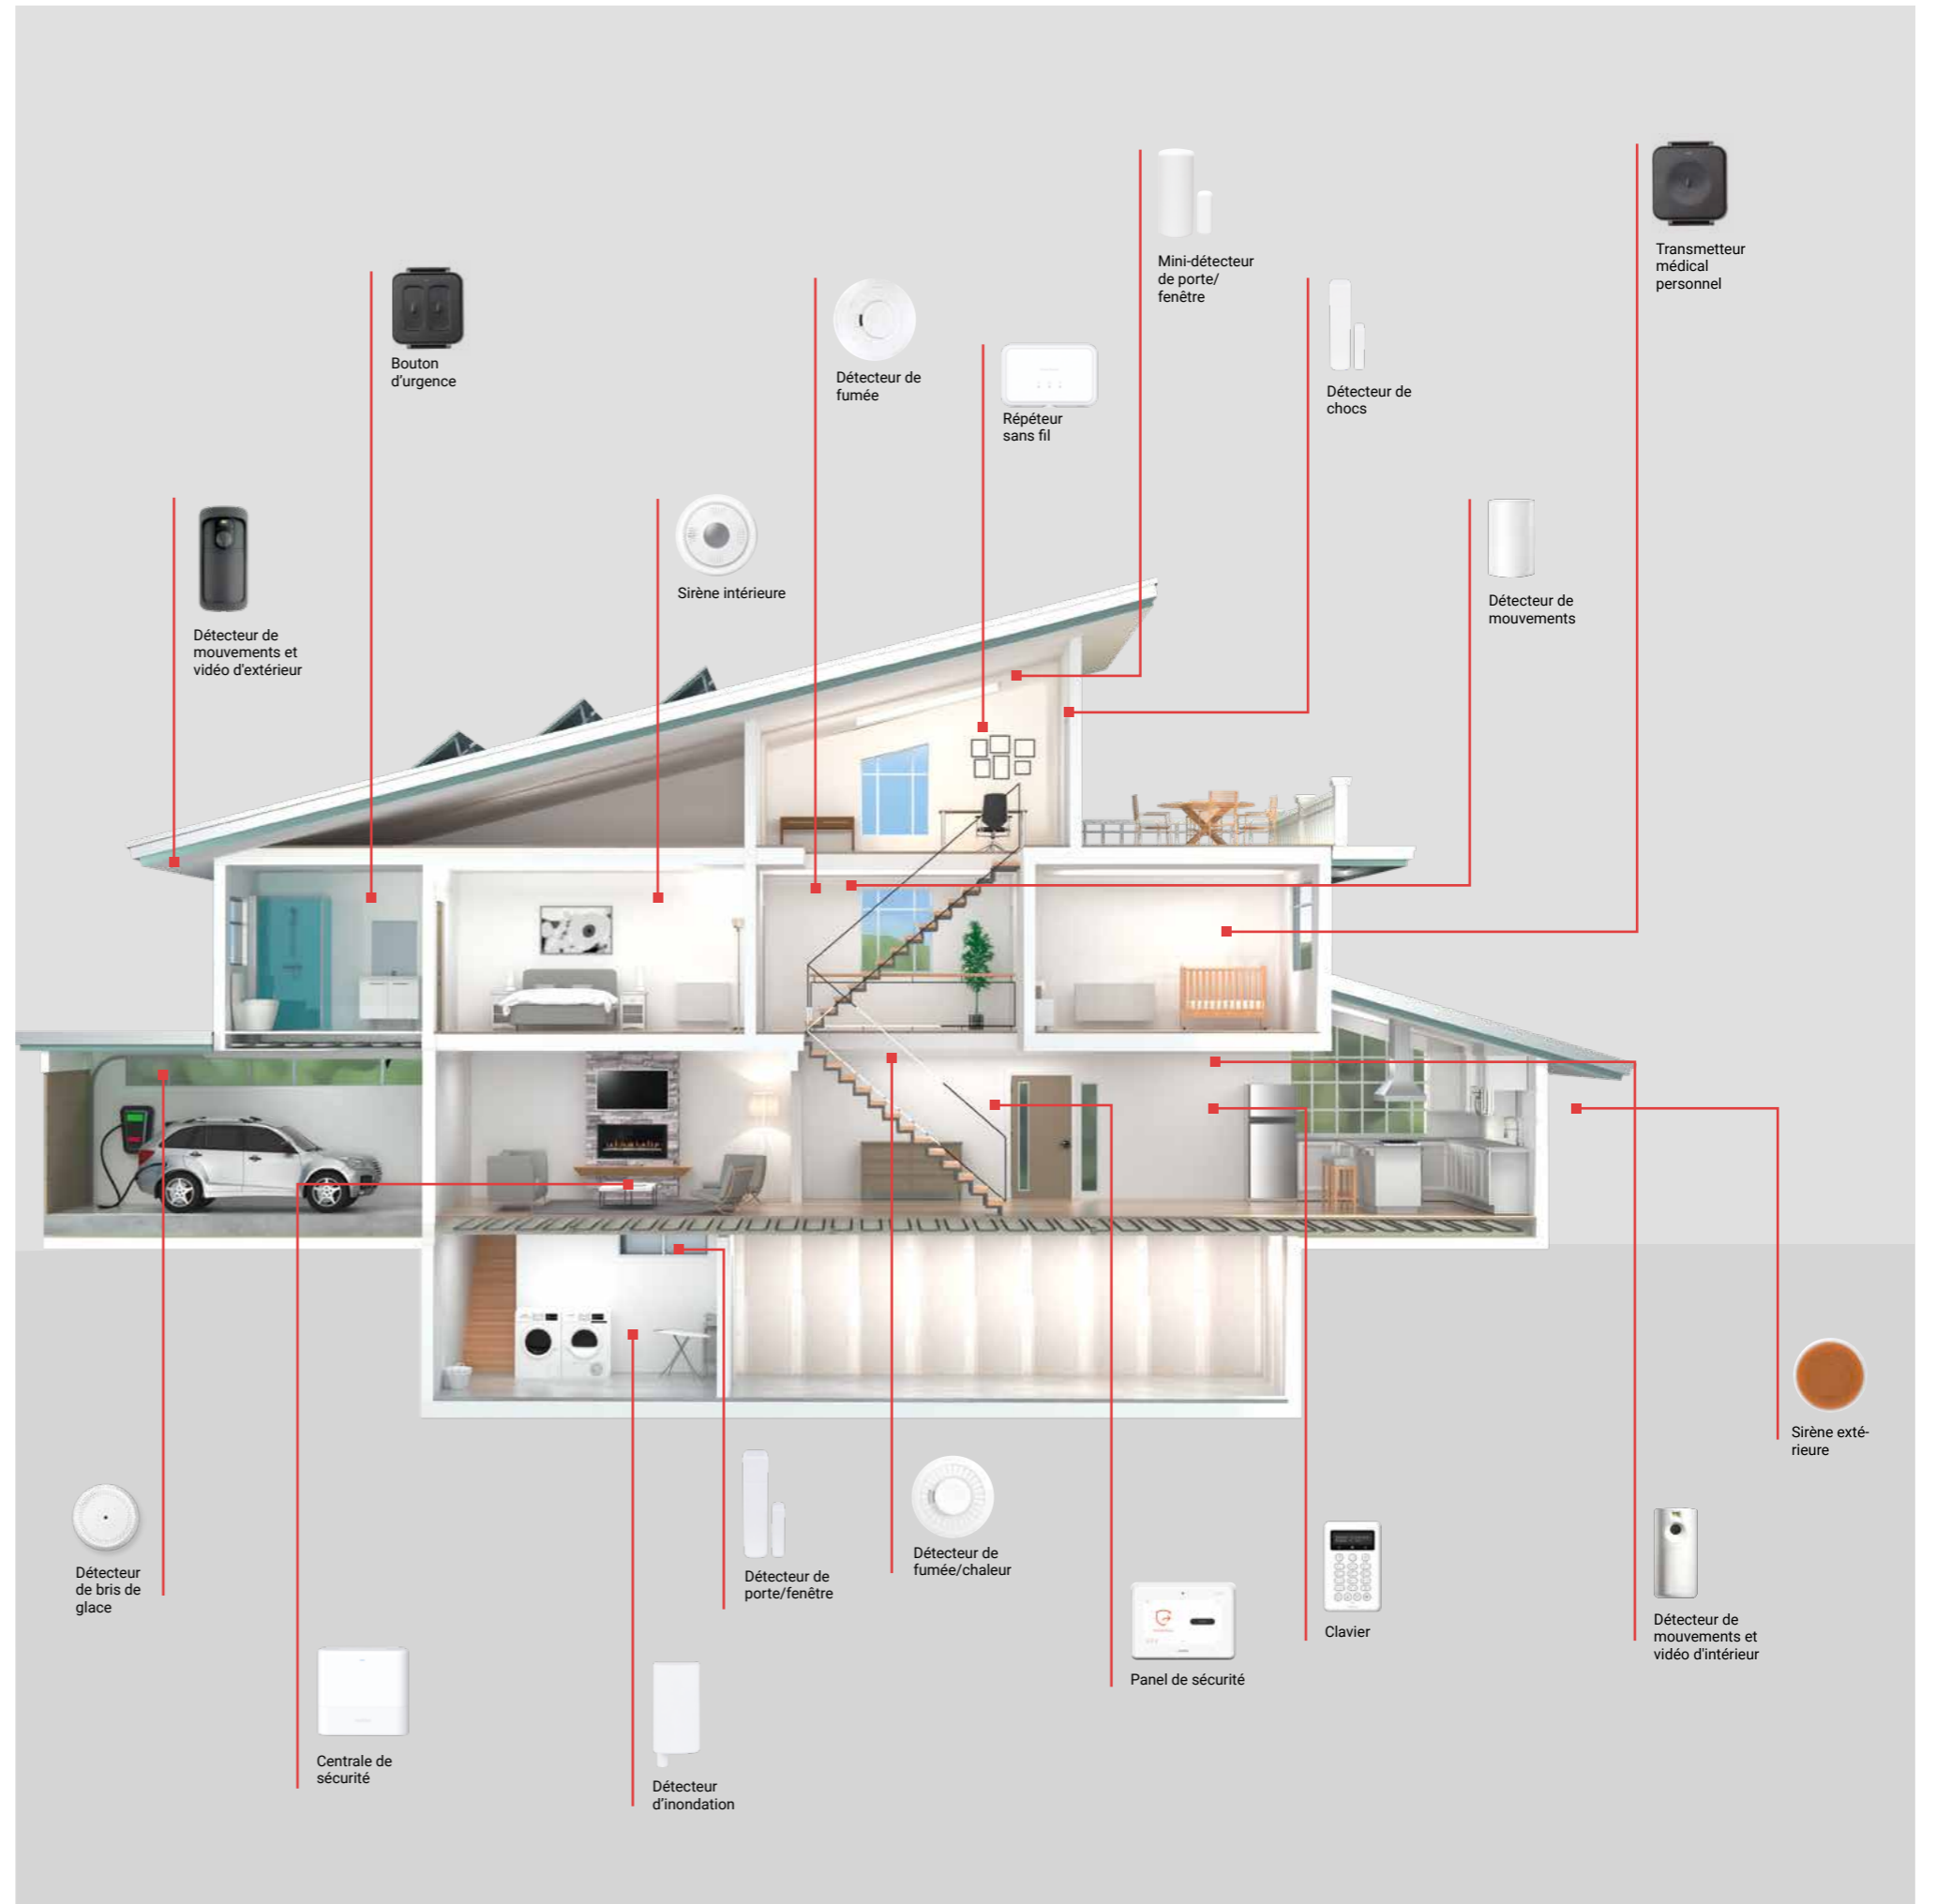 Mini-détecteur
de porte/
fenêtre
Transmetteur
médical
personnel
Bouton
d'urgence
Détecteur de
fumée
Répéteur
sans fil
Détecteur de
chocs
Détecteur de
mouvements et
vidéo d'extérieur
Sirène intérieure
Détecteur de
mouvements
Sirène exté-
rieure
Détecteur
de bris de
glace
Détecteur de
porte/fenêtre
Détecteur de
fumée/chaleur
Panel de sécurité
Clavier
Détecteur de
mouvements et
vidéo d'intérieur
Centrale de
sécurité
Détecteur
d'inondation